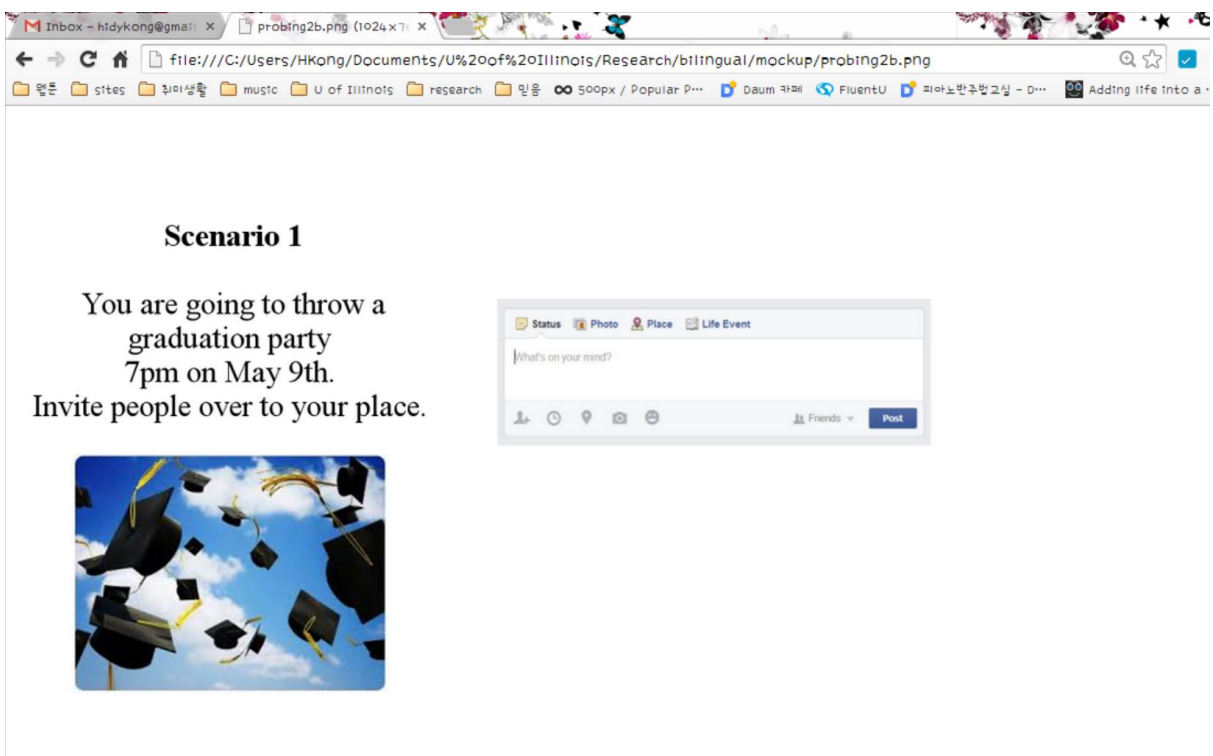 Inbox - hidykong@gmail
probing2b.png (1024×7
file:///C:/Users/HKong/Documents/U%20of%20Illinois/Research/bilingual/mockup/probing2b.png
웹툰 sites 취미생활 music U of Illinois research 믿음 500px / Popular P… Daum 카페 FluentU 피아노반주법교실 - D… Adding life into a
Scenario 1
You are going to throw a
graduation party
7pm on May 9th.
Invite people over to your place.
Status Photo Place Life Event
What's on your mind?
Friends Post